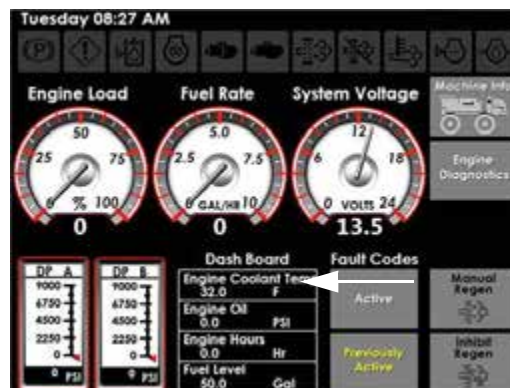 Tuesday 08:27 AM
Engine Load
Fuel Rate
System Voltage
Machine Info
50
25
75
0
% 100
0
5.0
2.5
7.5
0 GAL/HR 10
0
12
6
18
0 VOLTS 24
13.5
Engine
Diagnostics
DP A
9000
6750
4500
2250
0
0 PSI
DP B
9000
6750
4500
2250
0
0 PSI
Dash Board
Engine Coolant Tem
32.0 F
Engine Oil
0.0 PSI
Engine Hours
0.0 Hr
Fuel Level
50.0 Gal
Fault Codes
Active
Previously
Active
Manual
Regen
Inhibit
Regen